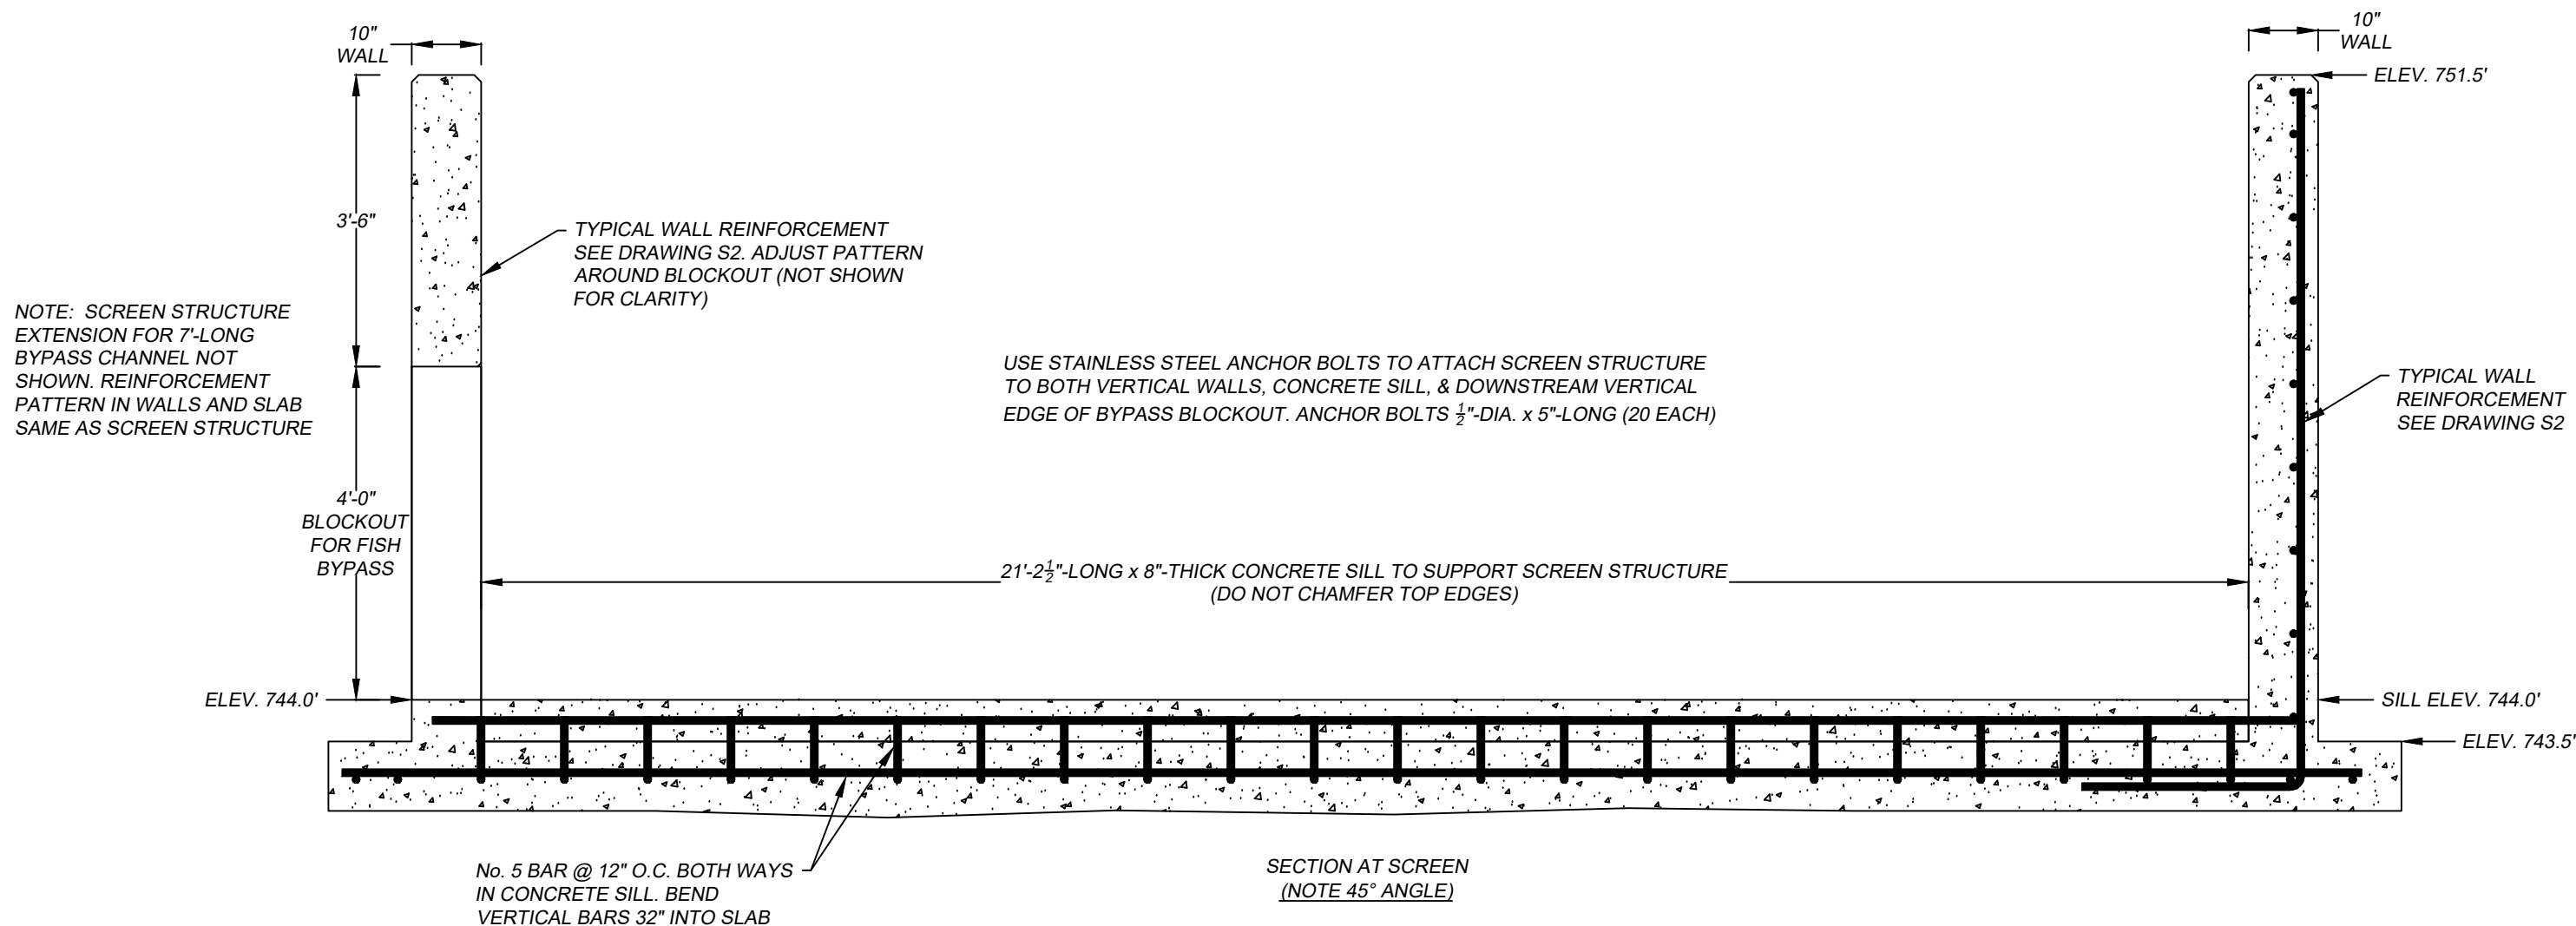 10"
WALL
10"
WALL
ELEV. 751.5'
3'-6"
TYPICAL WALL REINFORCEMENT
SEE DRAWING S2. ADJUST PATTERN
AROUND BLOCKOUT (NOT SHOWN
FOR CLARITY)
NOTE: SCREEN STRUCTURE
EXTENSION FOR 7'-LONG
BYPASS CHANNEL NOT
SHOWN. REINFORCEMENT
PATTERN IN WALLS AND SLAB
SAME AS SCREEN STRUCTURE
USE STAINLESS STEEL ANCHOR BOLTS TO ATTACH SCREEN STRUCTURE
TO BOTH VERTICAL WALLS, CONCRETE SILL, & DOWNSTREAM VERTICAL
EDGE OF BYPASS BLOCKOUT. ANCHOR BOLTS ½"-DIA. x 5"-LONG (20 EACH)
TYPICAL WALL
REINFORCEMENT
SEE DRAWING S2
4'-0"
BLOCKOUT
FOR FISH
BYPASS
21'-2½"-LONG x 8"-THICK CONCRETE SILL TO SUPPORT SCREEN STRUCTURE
(DO NOT CHAMFER TOP EDGES)
ELEV. 744.0'
SILL ELEV. 744.0'
ELEV. 743.5'
No. 5 BAR @ 12" O.C. BOTH WAYS
IN CONCRETE SILL. BEND
VERTICAL BARS 32" INTO SLAB
SECTION AT SCREEN
(NOTE 45° ANGLE)